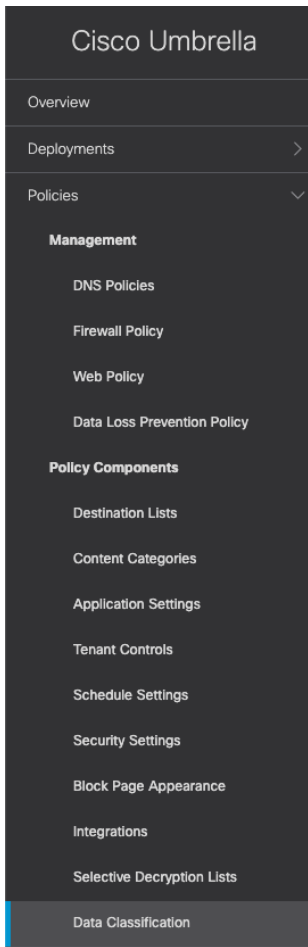 Cisco Umbrella
Overview
Deployments
Policies
Management
DNS Policies
Firewall Policy
Web Policy
Data Loss Prevention Policy
Policy Components
Destination Lists
Content Categories
Application Settings
Tenant Controls
Schedule Settings
Security Settings
Block Page Appearance
Integrations
Selective Decryption Lists
Data Classification